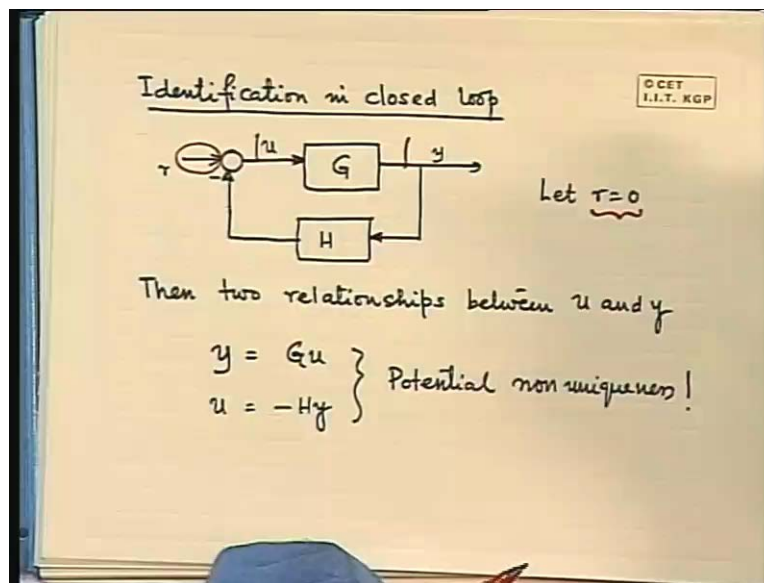 Identification in closed loop
© CET
I.I.T. KGP
r
u
G
y
-
H
Let r=0
Then two relationships between u and y
y = Gu
u = -Hy
Potential non uniqueness!